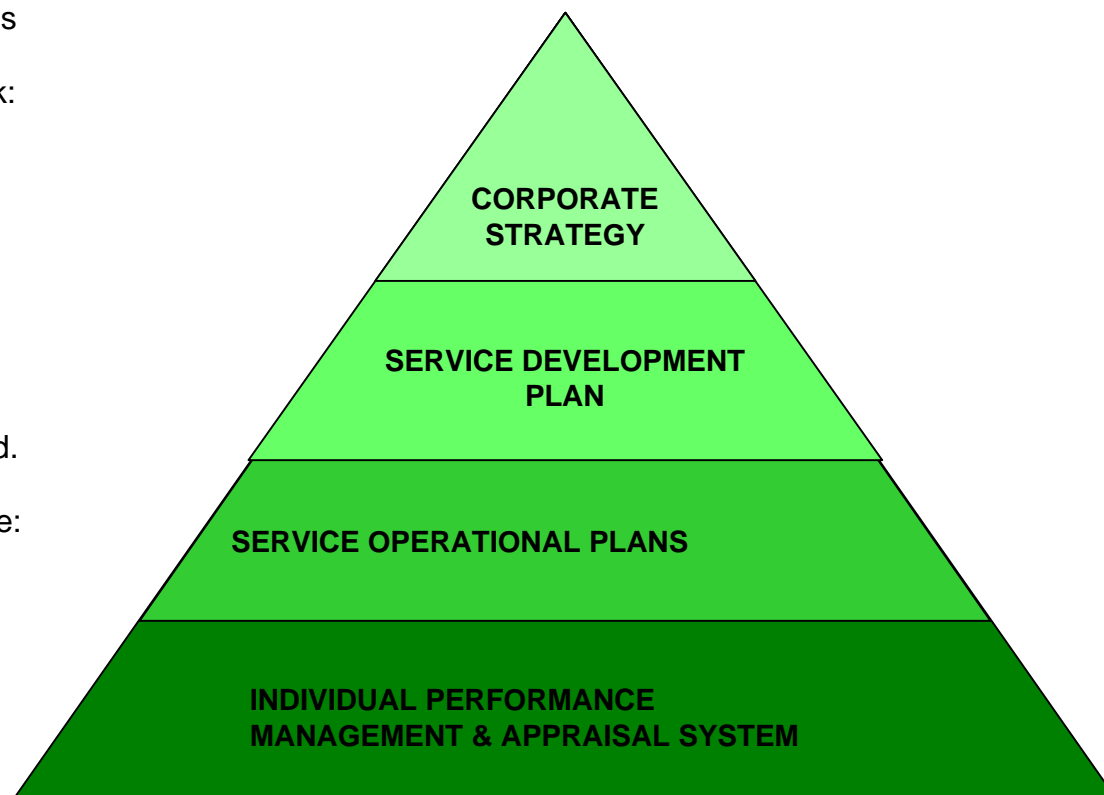 s
k:
CORPORATE
STRATEGY
SERVICE DEVELOPMENT
PLAN
d.
e:
SERVICE OPERATIONAL PLANS
INDIVIDUAL PERFORMANCE
MANAGEMENT & APPRAISAL SYSTEM